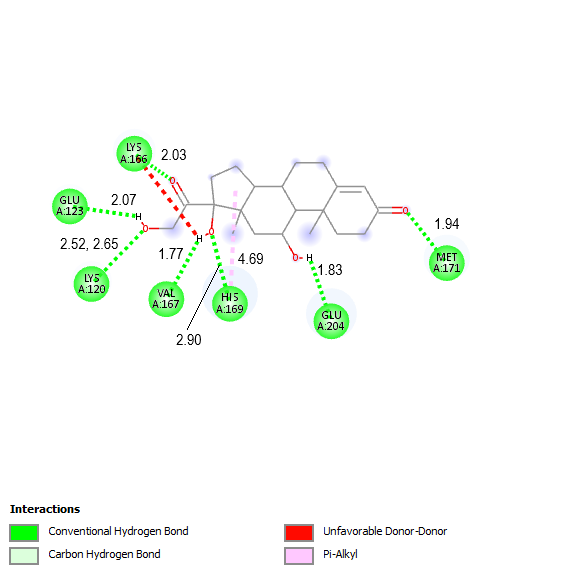 LYS
A:166
2.03
O
GLU
A:123
2.07
H
O
2.52, 2.65
LYS
A:120
1.77
H
O
VAL
A:167
4.69
HIS
A:169
2.90
O
H
1.83
GLU
A:204
O
1.94
MET
A:171
Interactions
Conventional Hydrogen Bond
Carbon Hydrogen Bond
Unfavorable Donor-Donor
Pi-Alkyl